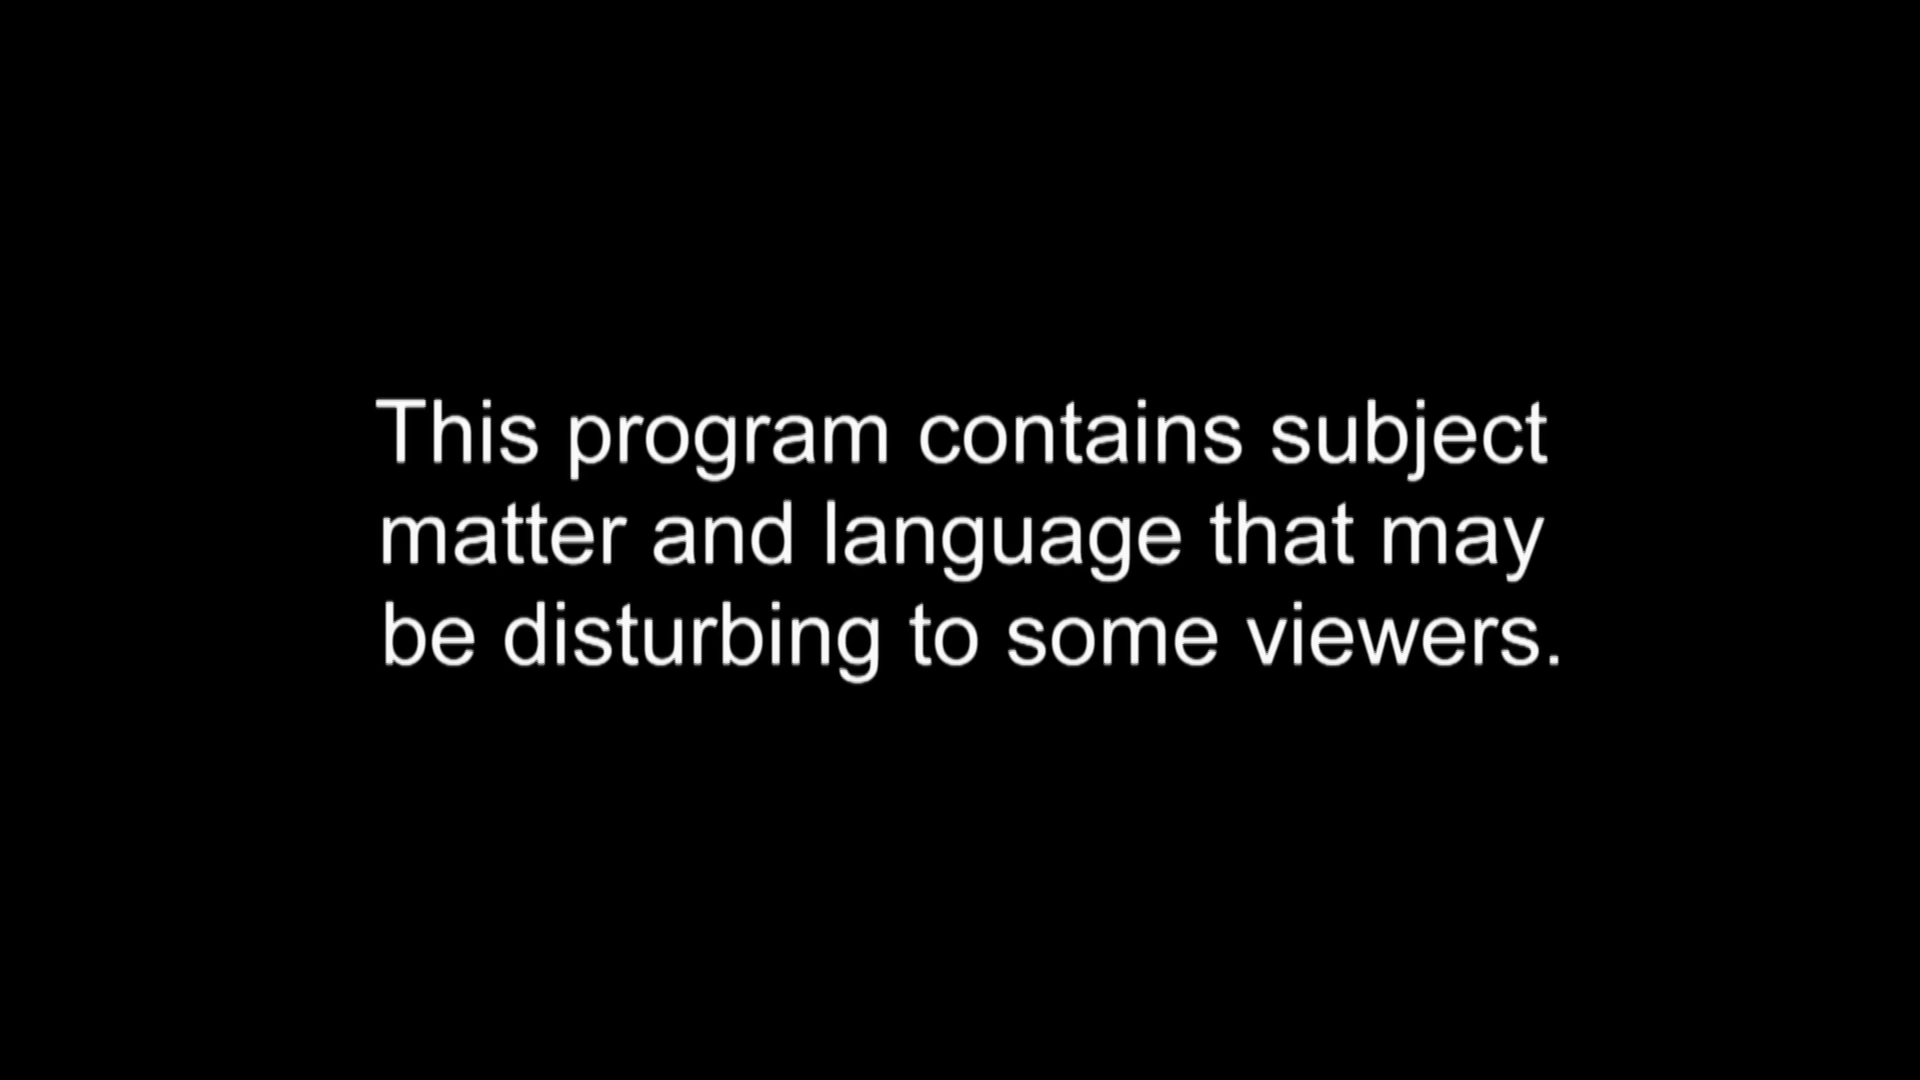 This program contains subject
matter and language that may
be disturbing to some viewers.